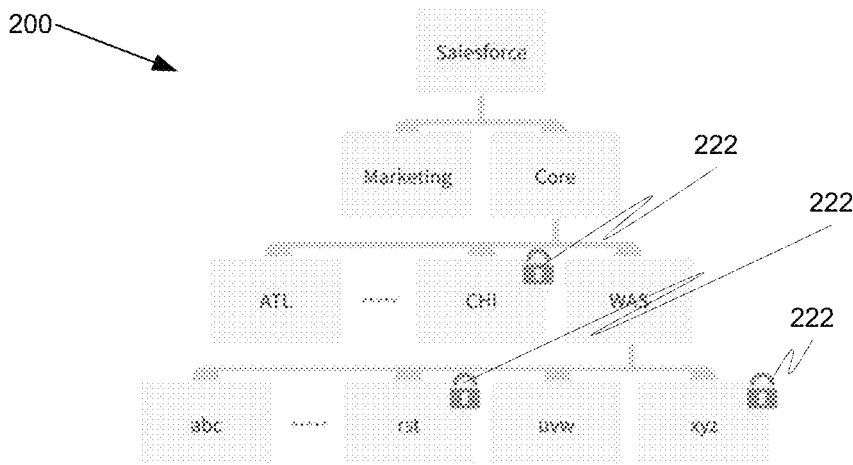 200
Salesforce
Marketing
Core
222
222
ATL
CHI
WAS
222
abc
rst
uvw
xyz